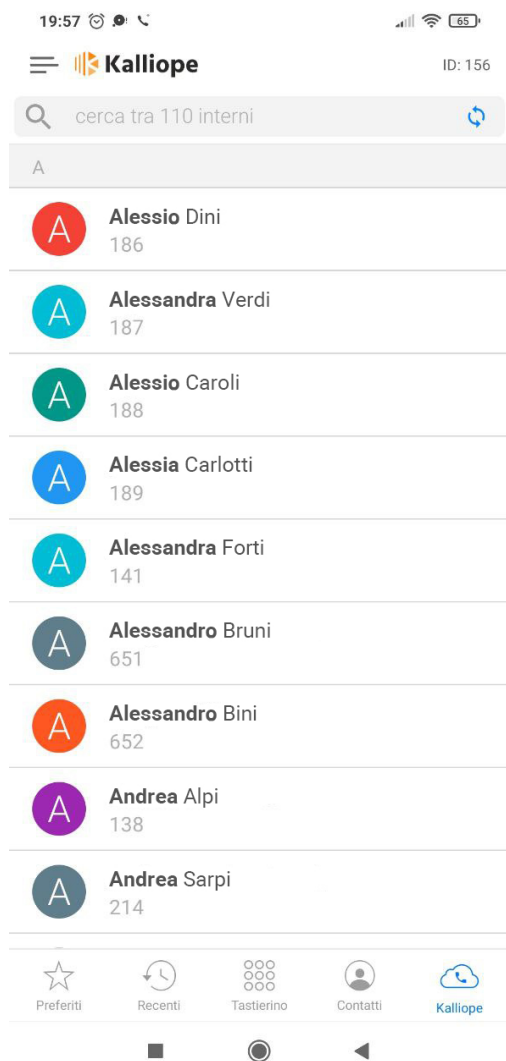 19:57
65
Kalliope
ID: 156
cerca tra 110 interni
A
A
Alessio Dini
186
A
Alessandra Verdi
187
A
Alessio Caroli
188
A
Alessia Carlotti
189
A
Alessandra Forti
141
A
Alessandro Bruni
651
A
Alessandro Bini
652
A
Andrea Alpi
138
A
Andrea Sarpi
214
Preferiti
Recenti
Tastierino
Contatti
Kalliope